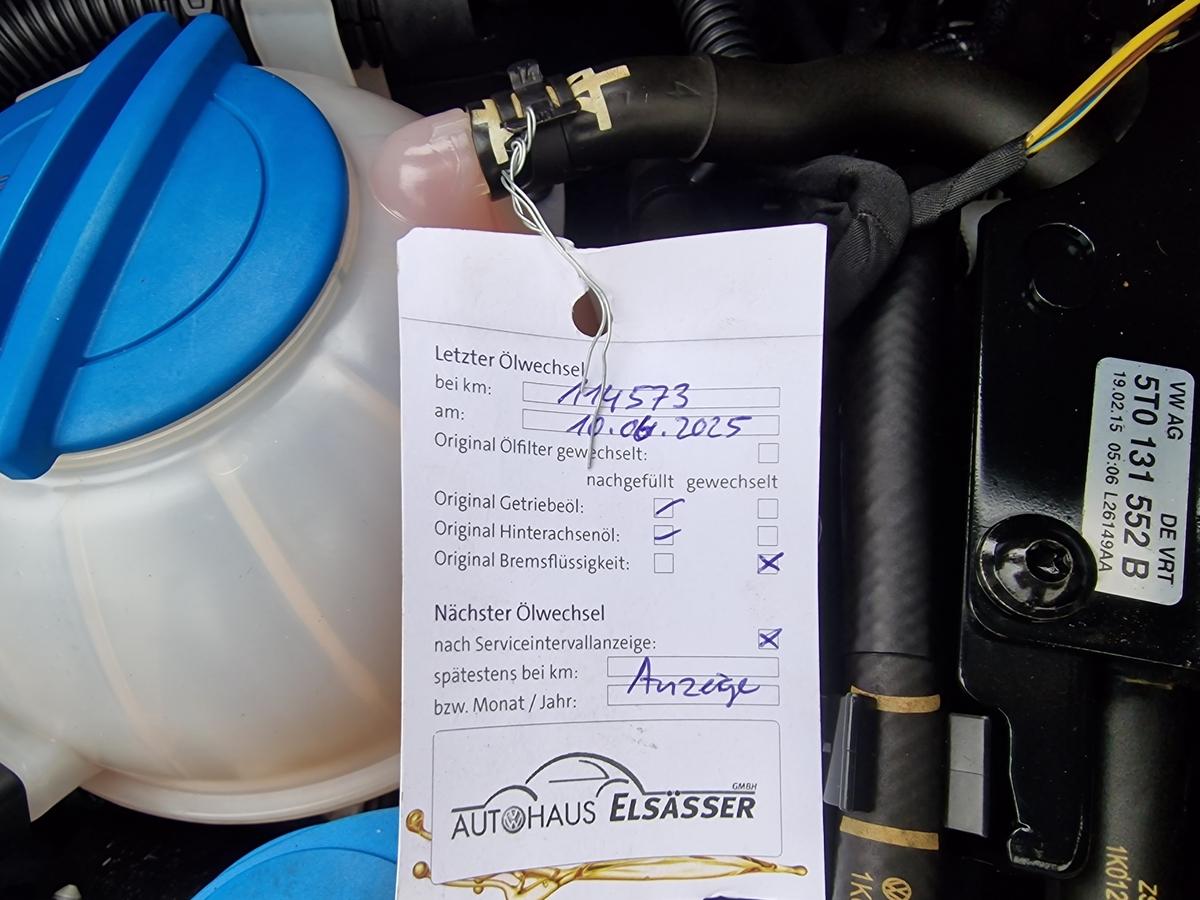 Letzter Ölwechsel
bei km: 114573
am: 10.06.2025
Original Ölfilter gewechselt:
nachgefüllt gewechselt
Original Getriebeöl:
Original Hinterachsenöl:
Original Bremsflüssigkeit:
Nächster Ölwechsel
nach Serviceintervallanzeige:
spätestens bei km:
Anzeige
bzw. Monat / Jahr:
GMBH
AUTOHAUS ELSÄSSER
VW AG DE VRT
5T0 131 552 B
19.02.15 05:06 L26149AA
1K012